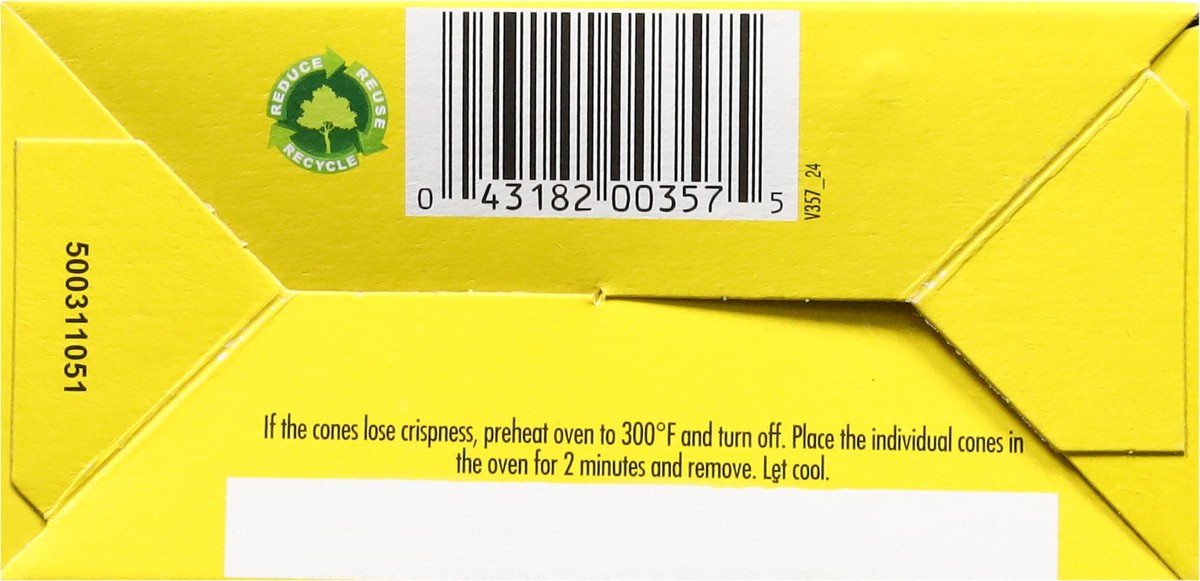 REDUCE
REUSE
RECYCLE
0 43182 00357 5
V357_24
500311051
If the cones lose crispness, preheat oven to 300°F and turn off. Place the individual cones in
the oven for 2 minutes and remove. Let cool.